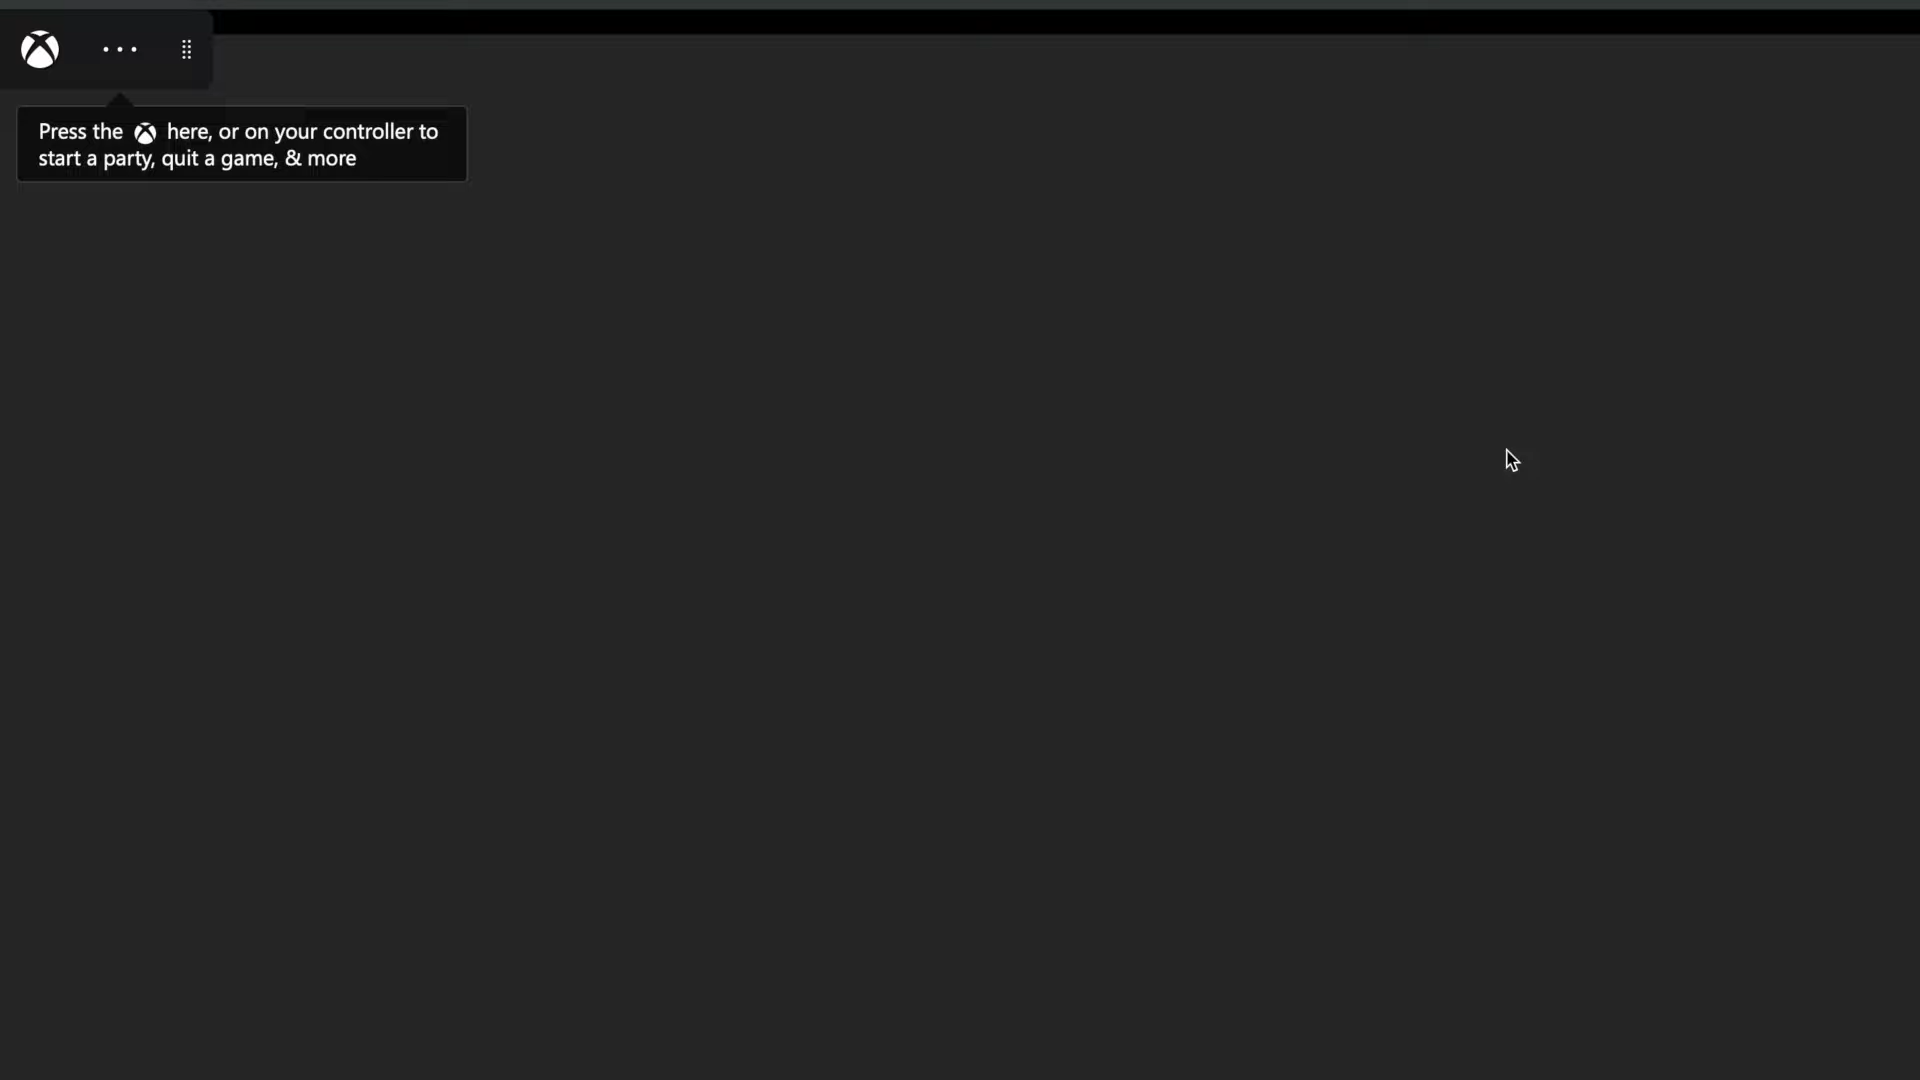 Press the here, or on your controller to
start a party, quit a game, & more